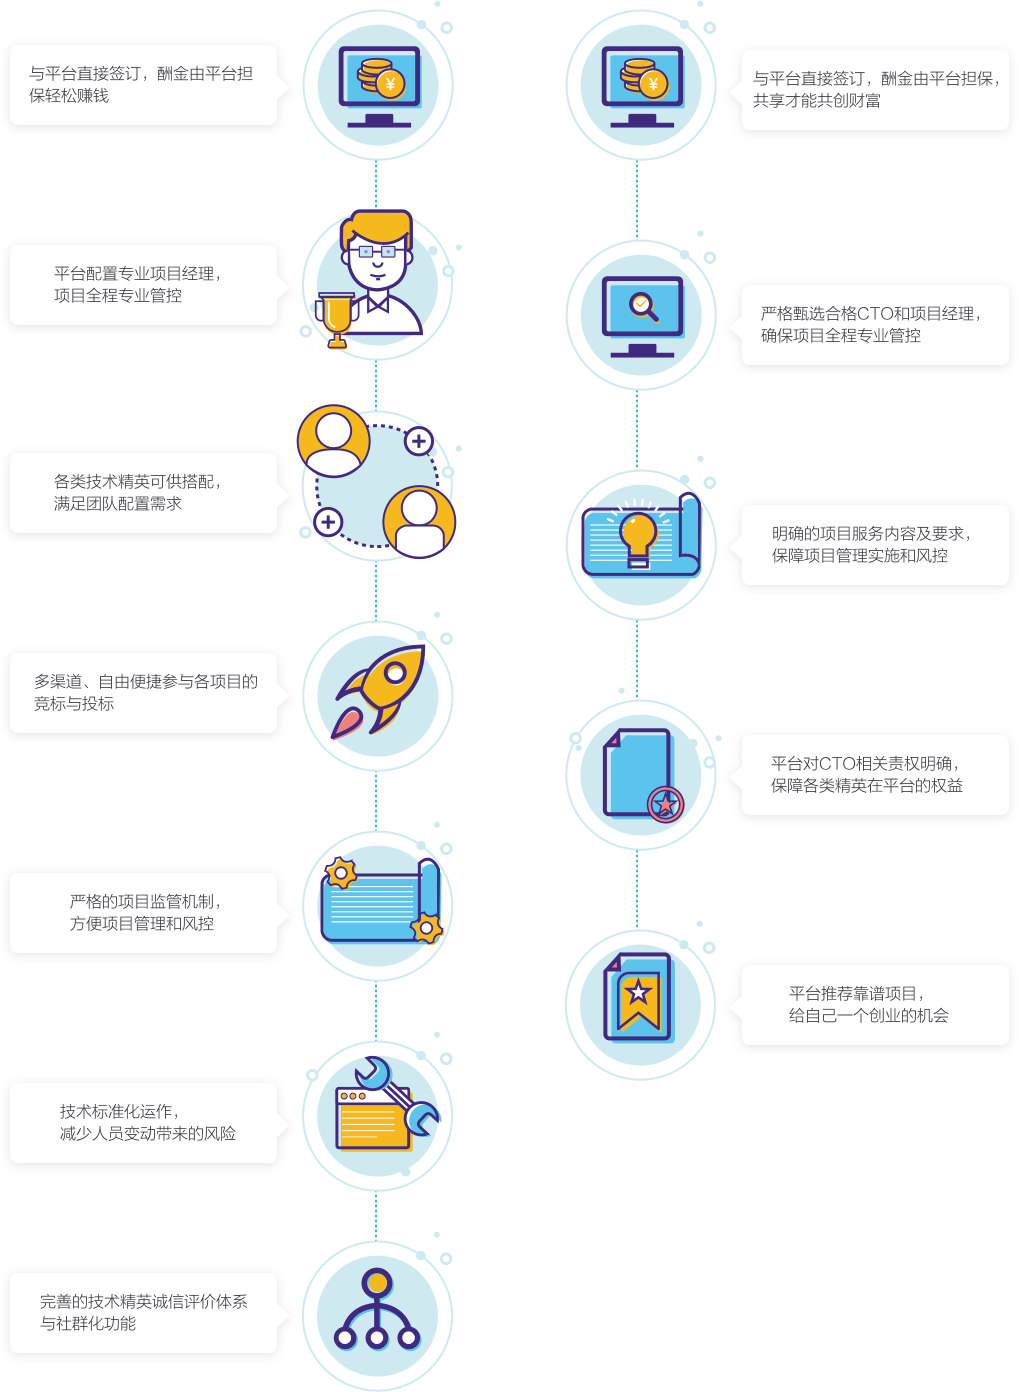 与平台直接签订，酬金由平台担
保轻松赚钱
平台配置专业项目经理，
项目全程专业管控
各类技术精英可供搭配，
满足团队配置需求
多渠道、自由便捷参与各项目的
竞标与投标
严格的项目监管机制，
方便项目管理和风控
技术标准化运作，
减少人员变动带来的风险
完善的技术精英诚信评价体系
与社群化功能
与平台直接签订，酬金由平台担保，
共享才能共创财富
严格甄选合格CTO和项目经理，
确保项目全程专业管控
明确的项目服务内容及要求，
保障项目管理实施和风控
平台对CTO相关责权明确，
保障各类精英在平台的权益
平台推荐靠谱项目，
给自己一个创业的机会